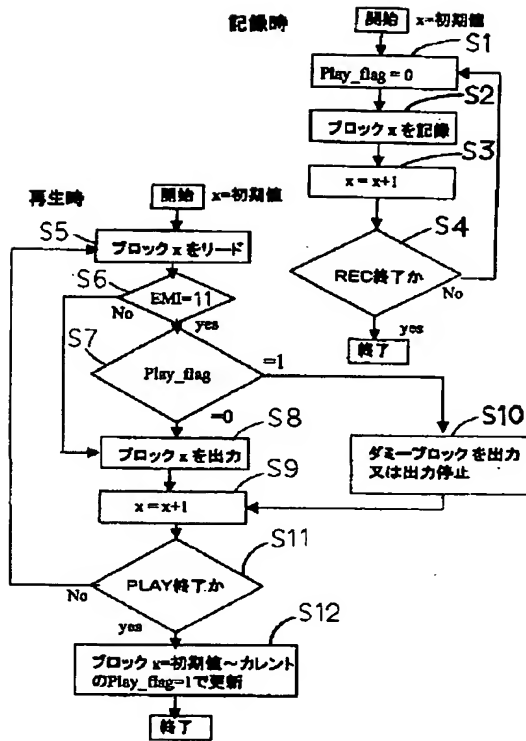 記録時
開始 x=初期値
S1
Play_flag = 0
S2
ブロック x を記録
S3
x = x+1
S4
REC終了か
No
yes
終了
再生時
開始 x=初期値
S5
ブロック x をリード
S6
EMI=11
No
yes
S7
Play_flag
=1
=0
S8
ブロック x を出力
S9
x = x+1
S10
ダミーブロックを出力
又は出力停止
S11
PLAY終了か
No
yes
S12
ブロック x=初期値～カレント
のPlay_flag=1で更新
終了